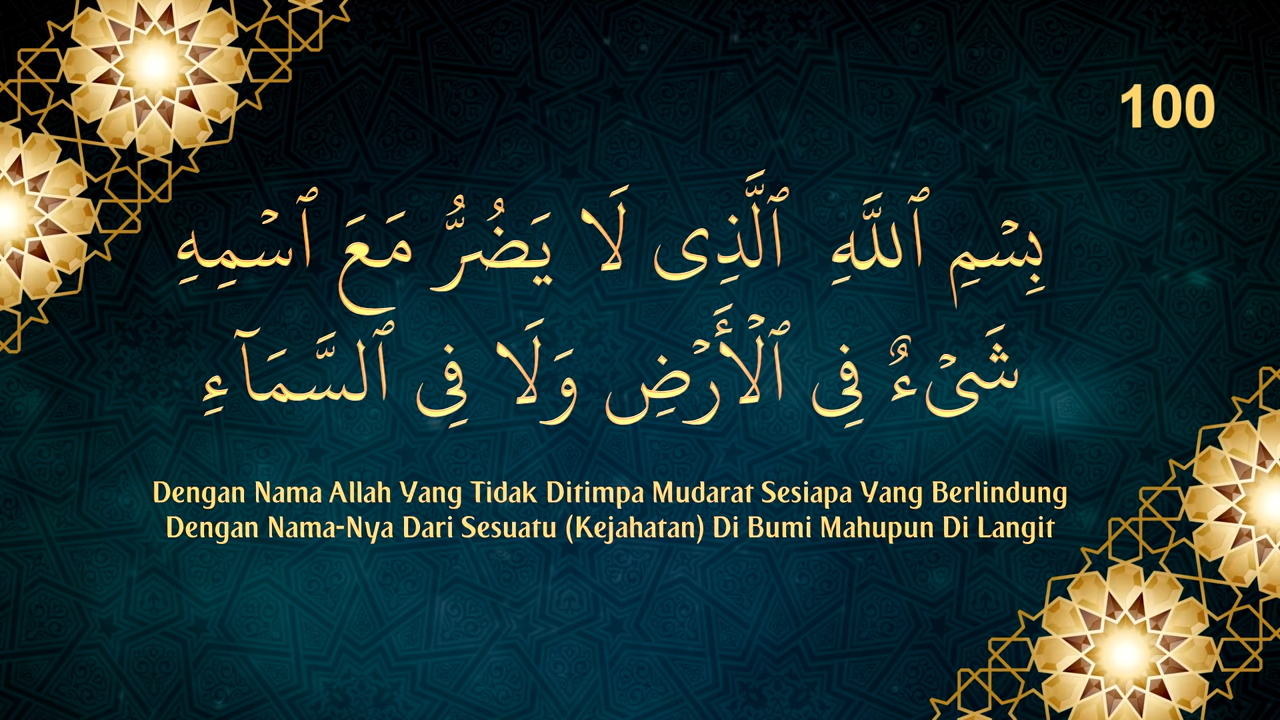 100
بِسۡمِ ٱللَّهِ ٱلَّذِى لَا يَضُرُّ مَعَ ٱسۡمِهِ
شَىۡءٌ فِى ٱلۡأَرۡضِ وَلَا فِى ٱلسَّمَآءِ
Dengan Nama Allah Yang Tidak Ditimpa Mudarat Sesiapa Yang Berlindung
Dengan Nama-Nya Dari Sesuatu (Kejahatan) Di Bumi Mahupun Di Langit